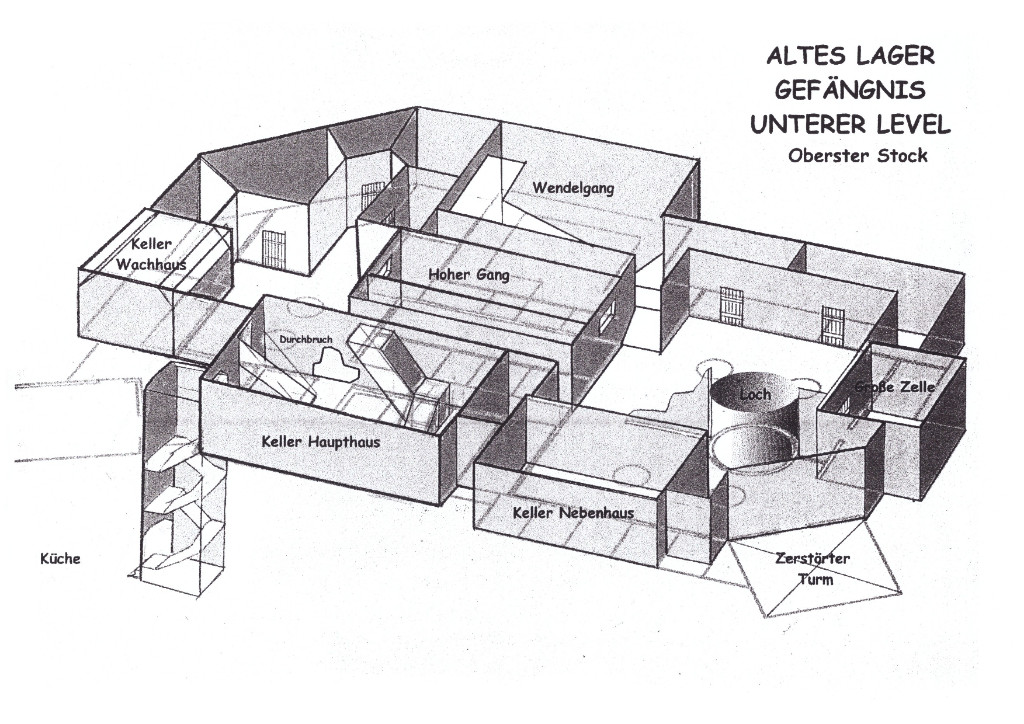 ALTES LAGER
GEFÄNGNIS
UNTERER LEVEL
Oberster Stock
Wendelgang
Keller
Wachhaus
Hoher Gang
Durchbruch
Große Zelle
Loch
Keller Haupthaus
Keller Nebenhaus
Küche
Zerstörter
Turm